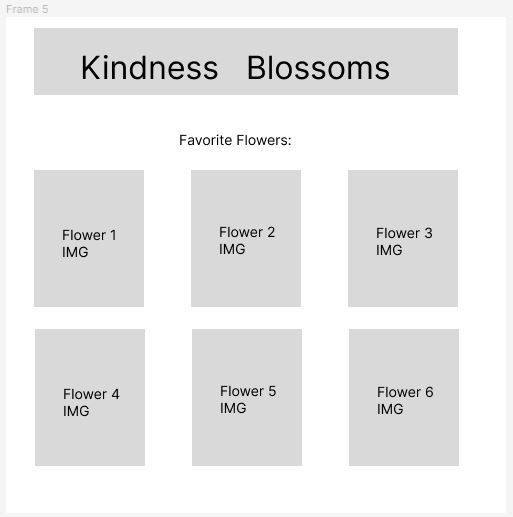 Frame 5
Kindness Blossoms
Favorite Flowers:
Flower 1
IMG
Flower 2
IMG
Flower 3
IMG
Flower 4
IMG
Flower 5
IMG
Flower 6
IMG